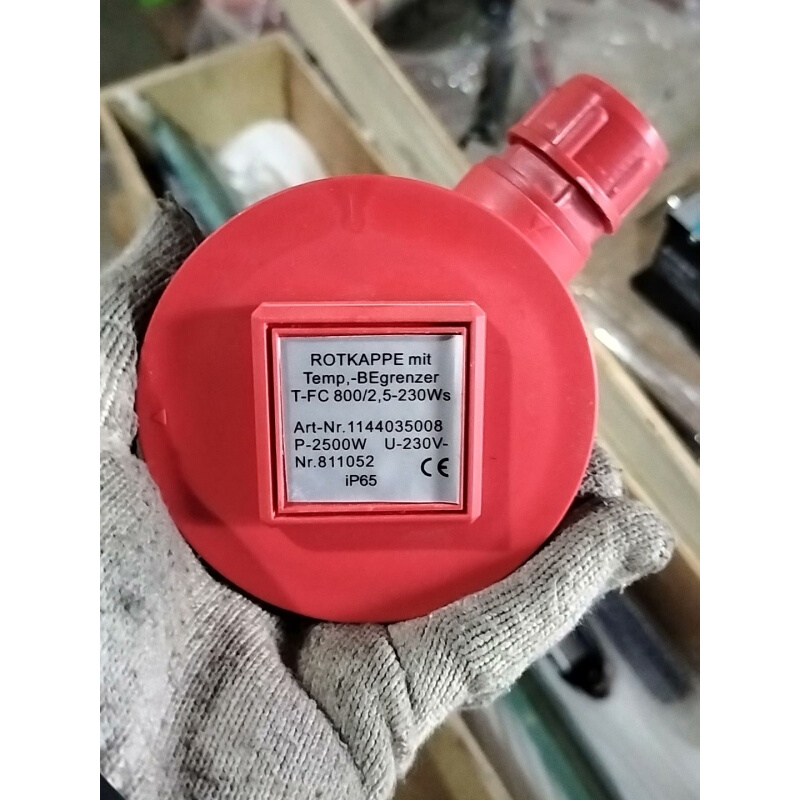 ROTKAPPE mit
Temp,-BEgrenzer
T-FC 800/2,5-230Ws
Art-Nr.1144035008
P-2500W U-230V-
Nr.811052 CE
iP65